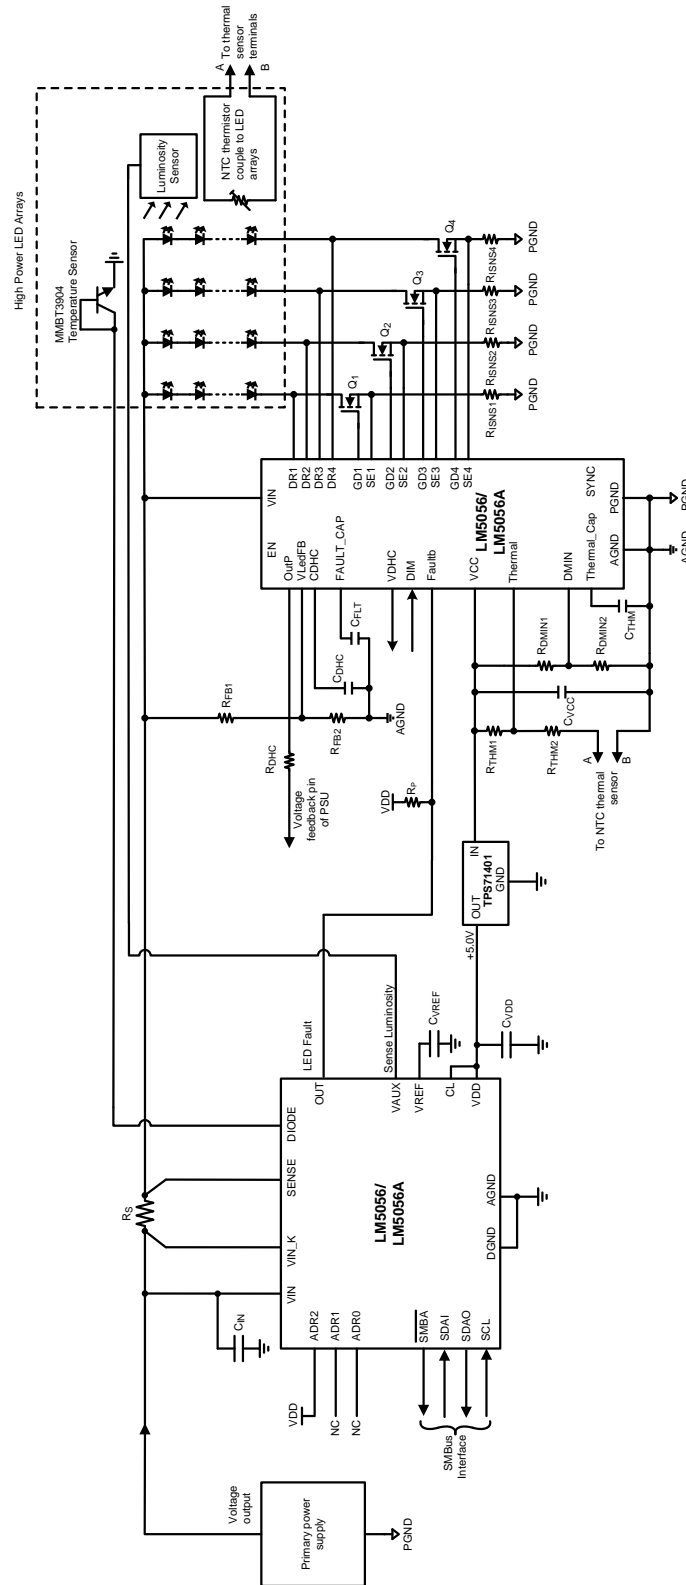 High Power LED Arrays
MMBT3904
Temperature Sensor
Luminosity
Sensor
NTC thermistor
couple to LED
arrays
A To thermal
sensor
terminals
B
Primary power
supply
Voltage
output
PGND
RS
CIN
VIN
VIN_K
SENSE
DIODE
VDD
NC
NC
ADR2
ADR1
ADR0
LM5056/
LM5056A
SMBA
SDAI
SDAO
SCL
SMBus
Interface
DGND
AGND
OUT
VAUX
VREF
CL
VDD
LED Fault
Sense Luminosity
CVREF
CVDD
+5.0V
OUT
IN
TPS71401
GND
Voltage
feedback pin
of PSU
RDHC
RFB1
RFB2
CDHC
CFLT
AGND
VDD
RP
RTHM1
RTHM2
A
B
To NTC thermal
sensor
CVCC
RDMIN1
RDMIN2
CTHM
VIN
EN
OutP
VLedFB
CDHC
FAULT_CAP
VDHC
DIM
Faultb
VCC
Thermal
DMIN
Thermal_Cap
SYNC
AGND
PGND
LM5056/
LM5056A
DR1
DR2
DR3
DR4
GD1
SE1
GD2
SE2
GD3
SE3
GD4
SE4
AGND
PGND
Q1
Q2
Q3
Q4
RISNS1
RISNS2
RISNS3
RISNS4
PGND
PGND
PGND
PGND